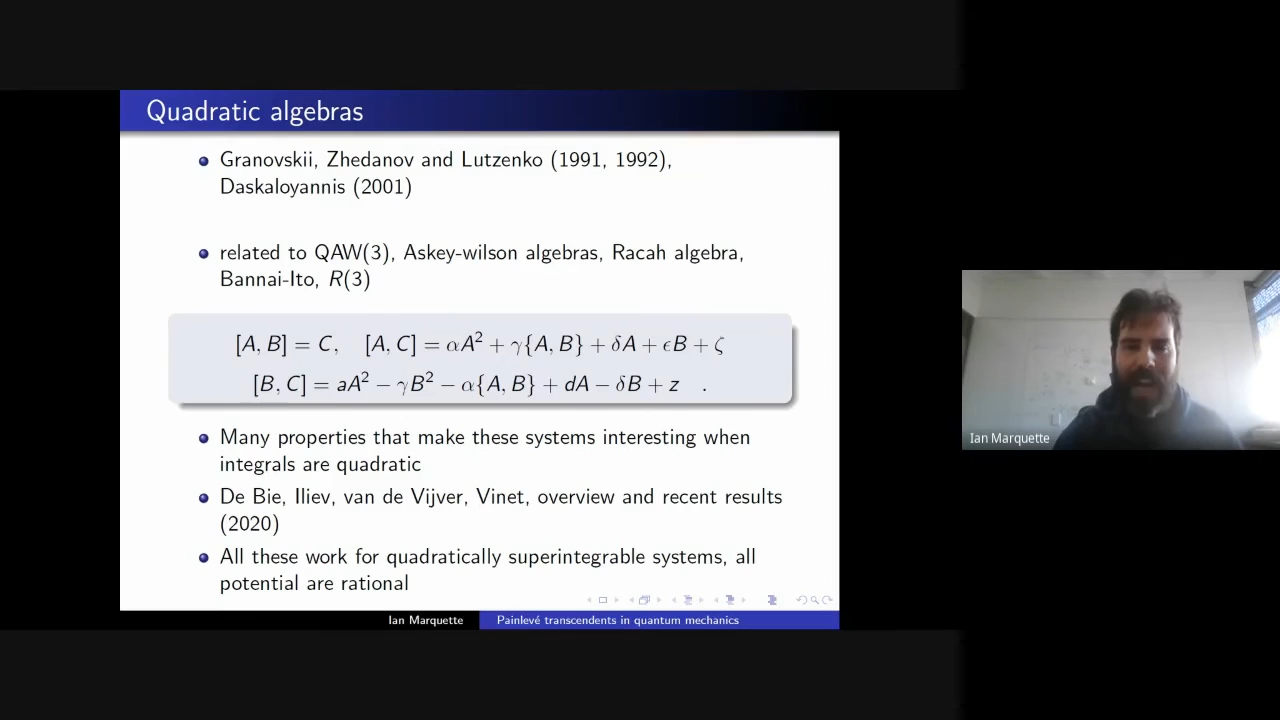 Quadratic algebras
Granovskii, Zhedanov and Lutzenko (1991, 1992),
Daskaloyannis (2001)
related to QAW(3), Askey-wilson algebras, Racah algebra,
Bannai-Ito, R(3)
[A, B] = C, [A, C] = αA² + γ{A, B} + δA + ϵB + ζ
[B, C] = aA² − γB² − α{A, B} + dA − δB + z .
Many properties that make these systems interesting when
integrals are quadratic
De Bie, Iliev, van de Vijver, Vinet, overview and recent results
(2020)
All these work for quadratically superintegrable systems, all
potential are rational
Ian Marquette Painlevé transcendents in quantum mechanics
Ian Marquette